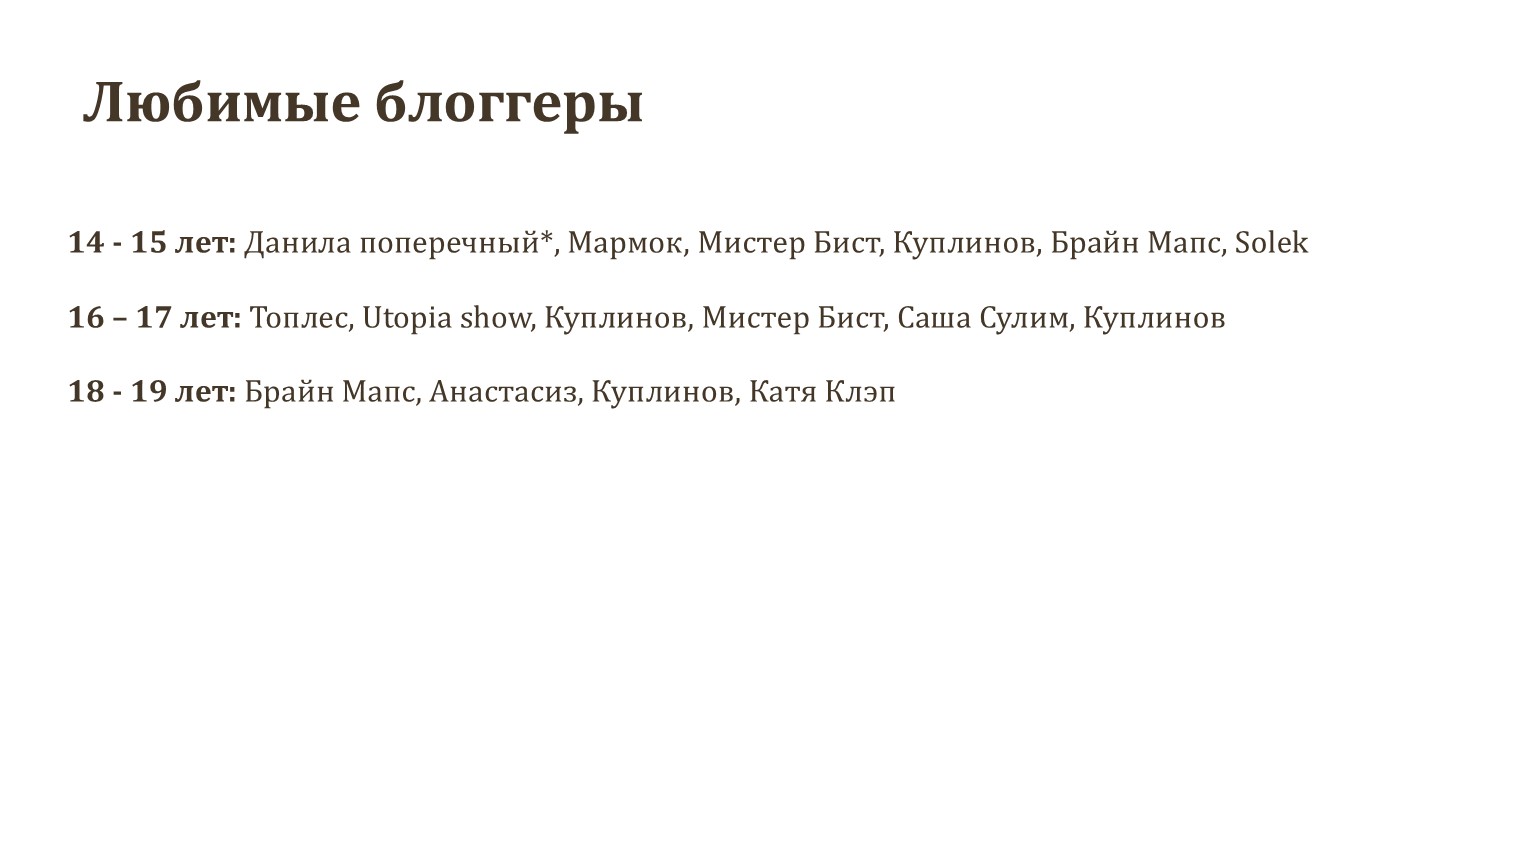 Любимые блоггеры
14 - 15 лет: Данила поперечный*, Мармок, Мистер Бист, Куплинов, Брайн Мапс, Solek
16 – 17 лет: Топлес, Utopia show, Куплинов, Мистер Бист, Саша Сулим, Куплинов
18 - 19 лет: Брайн Мапс, Анастасиз, Куплинов, Катя Клэп